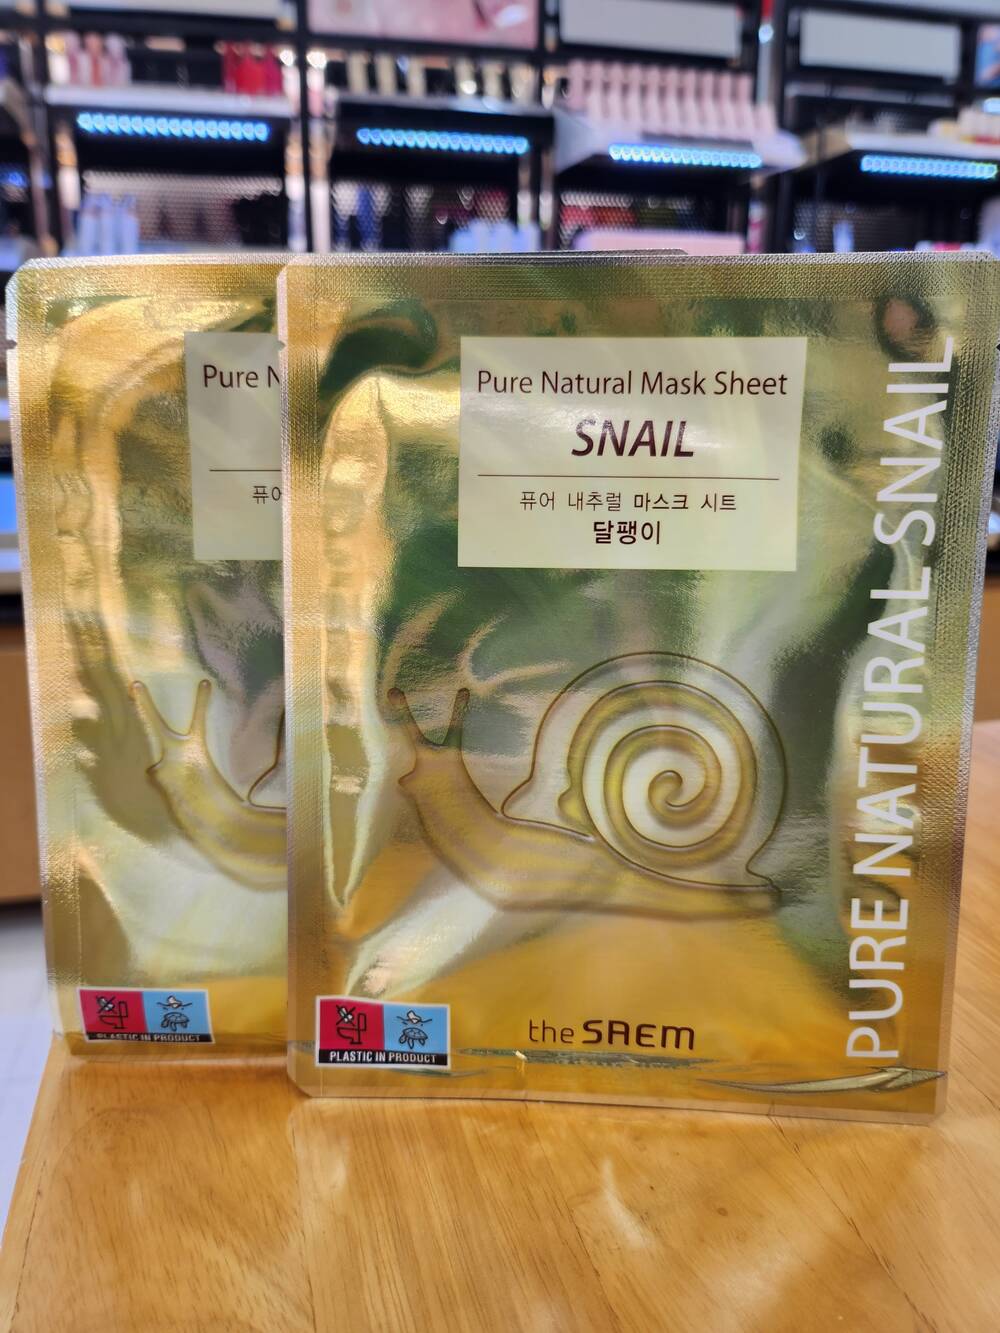 Pure Natural Mask Sheet
SNAIL
퓨어 내추럴 마스크 시트
달팽이
PURE NATURAL SNAIL
the SAEM
PLASTIC IN PRODUCT
Pure N
퓨어
PLASTIC IN PRODUCT